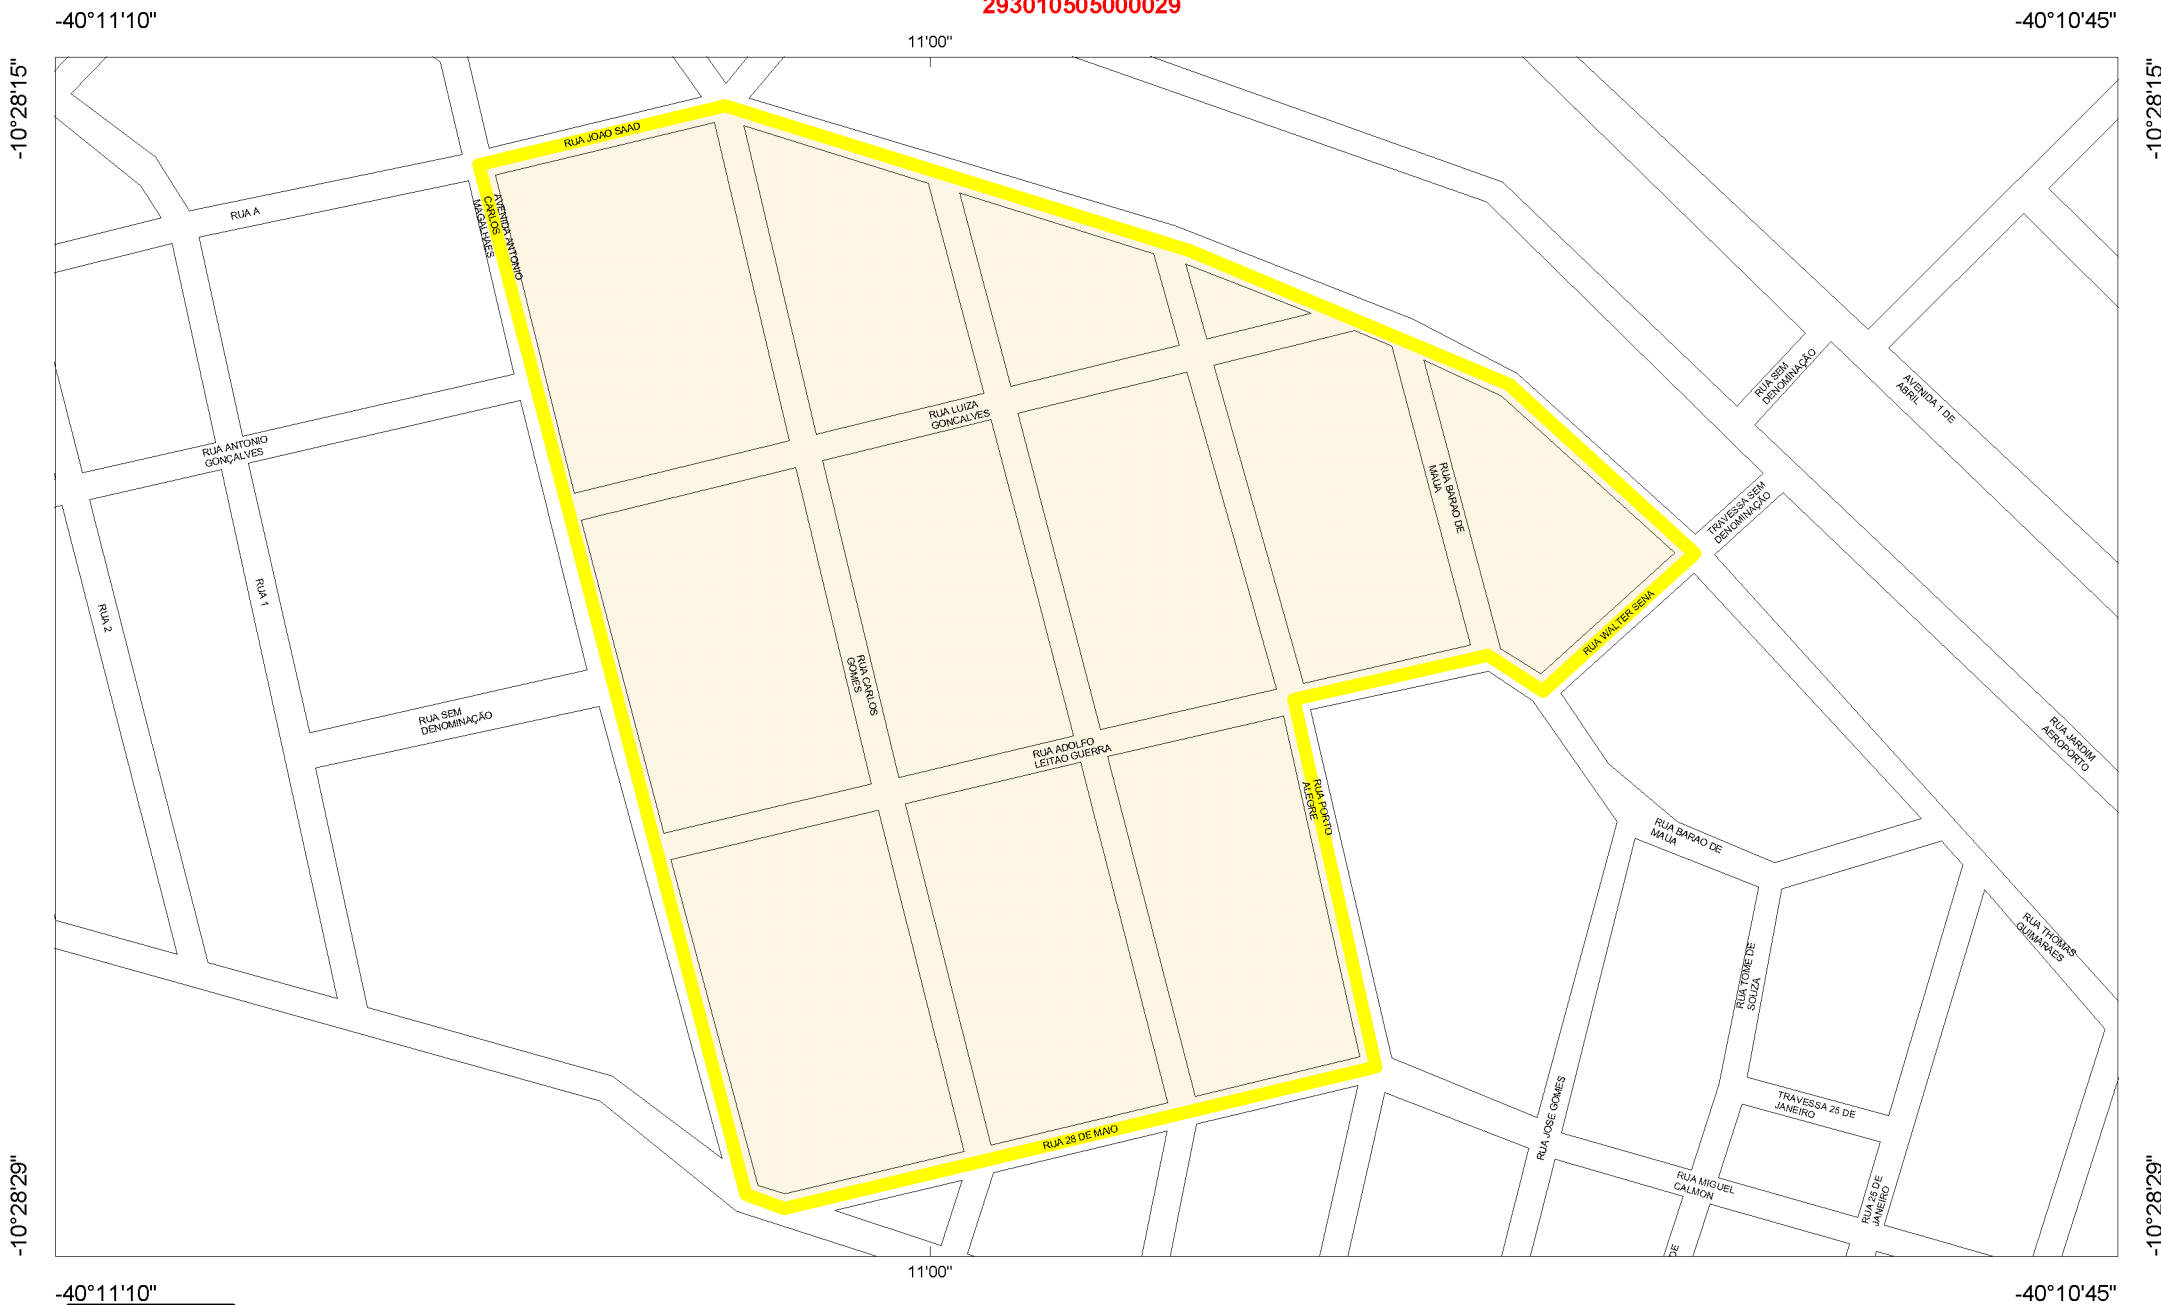 293010505000029
-40°11'10"
-40°10'45"
11'00"
-10°28'15"
-10°28'15"
RUA JOAO SAAD
RUA A
AVENIDA ANTONIO
CARLOS
MAGALHAES
RUA SEM
DENOMINAÇÃO
AVENIDA 1 DE
ABRIL
RUA LUIZA
GONCALVES
RUA ANTONIO
GONÇALVES
RUA BARAO DE
MAUA
TRAVESSA SEM
DENOMINAÇÃO
RUA 1
RUA 2
RUA WALTER SENA
RUA CARLOS
GOMES
RUA SEM
DENOMINAÇÃO
RUA ADOLFO
LEITAO GUERRA
RUA JARDIM
AEROPORTO
RUA PORTO
ALEGRE
RUA BARAO DE
MAUA
RUA THOMAS
GUIMARAES
RUA TOME DE
SOUZA
RUA JOSE GOMES
TRAVESSA 25 DE
JANEIRO
RUA 28 DE MAIO
RUA MIGUEL
CALMON
RUA 25 DE
JANEIRO
DE
-10°28'29"
-10°28'29"
11'00"
-40°11'10"
-40°10'45"